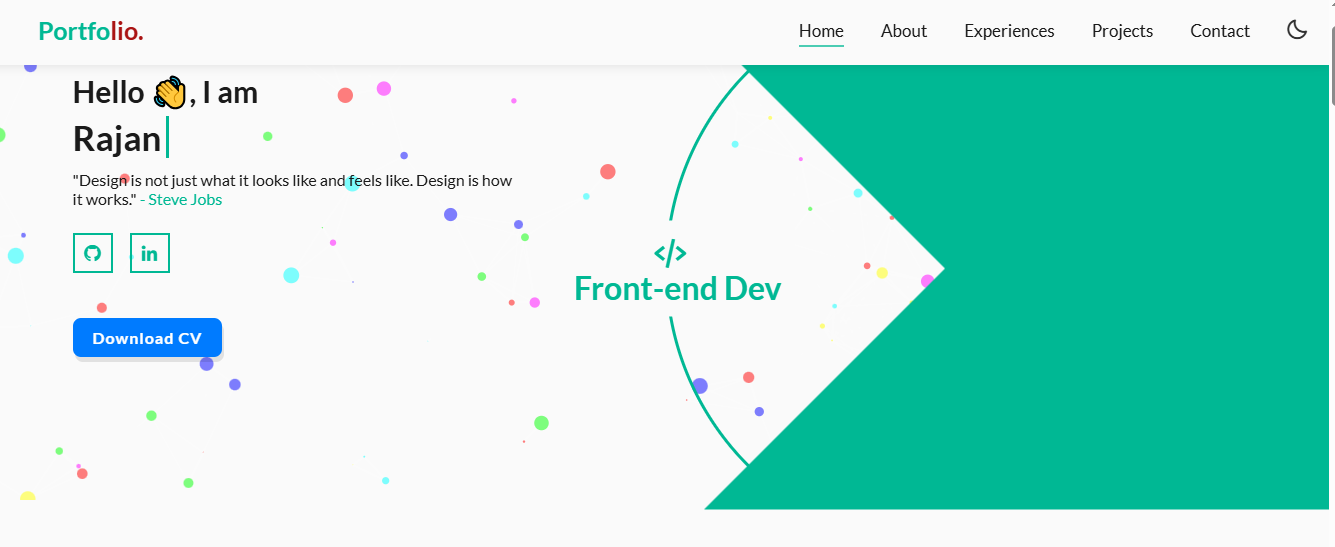 Portfolio.
Home About Experiences Projects Contact
Hello 👋, I am
Rajan
"Design is not just what it looks like and feels like. Design is how
it works." - Steve Jobs
in
</>
Front-end Dev
Download CV